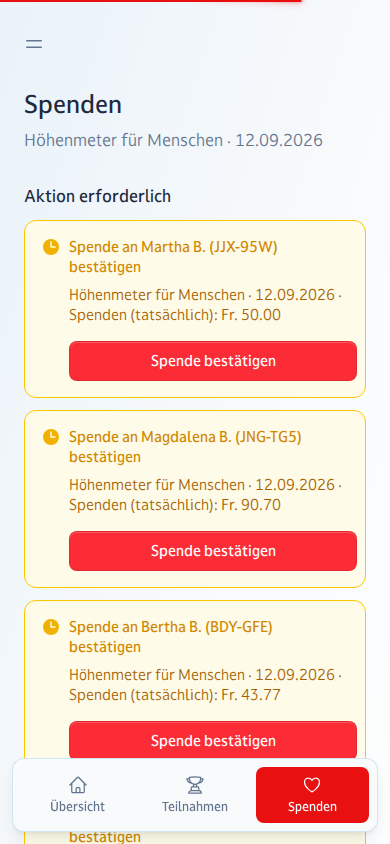 Spenden
Höhenmeter für Menschen · 12.09.2026
Aktion erforderlich
Spende an Martha B. (JJX-95W)
bestätigen
Höhenmeter für Menschen · 12.09.2026 ·
Spenden (tatsächlich): Fr. 50.00
Spende bestätigen
Spende an Magdalena B. (JNG-TG5)
bestätigen
Höhenmeter für Menschen · 12.09.2026 ·
Spenden (tatsächlich): Fr. 90.70
Spende bestätigen
Spende an Bertha B. (BDY-GFE)
bestätigen
Höhenmeter für Menschen · 12.09.2026 ·
Spenden (tatsächlich): Fr. 43.77
Spende bestätigen
Übersicht
Teilnahmen
Spenden
bestätigen